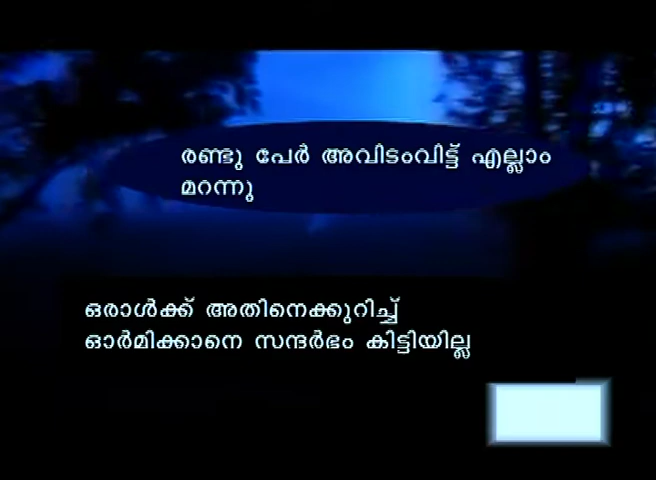 രണ്ടു പേർ അവിടംവിട്ട് എല്ലാം
മറന്നു
ഒരാൾക്ക് അതിനെക്കുറിച്ച്
ഓർമിക്കാനെ സന്ദർഭം കിട്ടിയില്ല